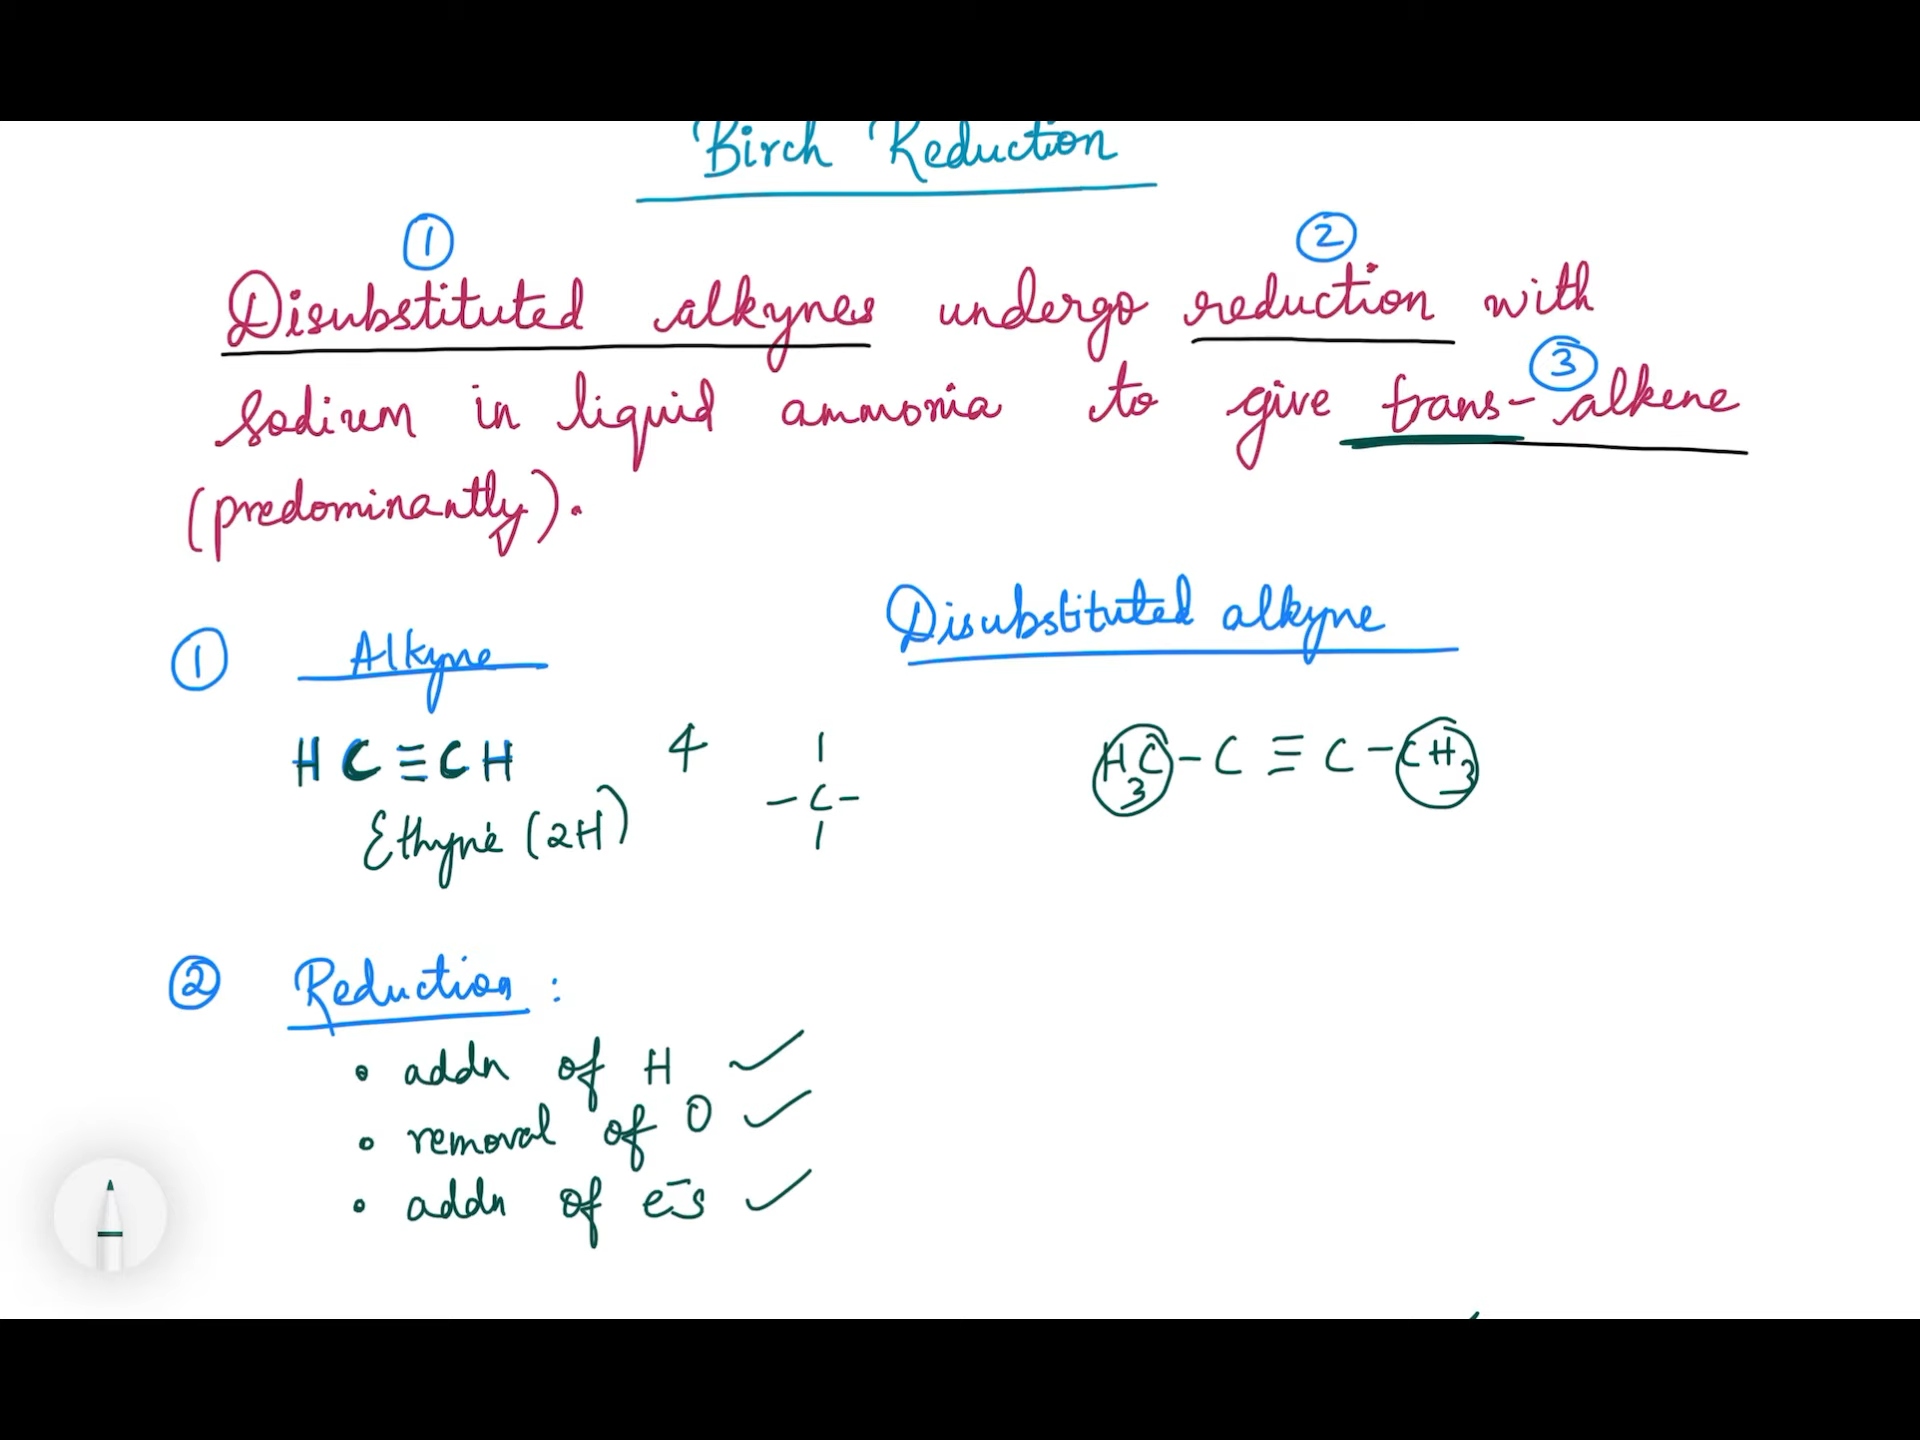 Birch Reduction
① ②
Disubstituted alkynes undergo reduction with
③
sodium in liquid ammonia to give trans-alkene
(predominantly).
Disubstituted alkyne
① Alkyne
HC≡CH 4 -C- H3C-C≡C-CH3
Ethyne (2H)
② Reduction :
• addn of H ✓
• removal of O ✓
• addn of e⁻s ✓